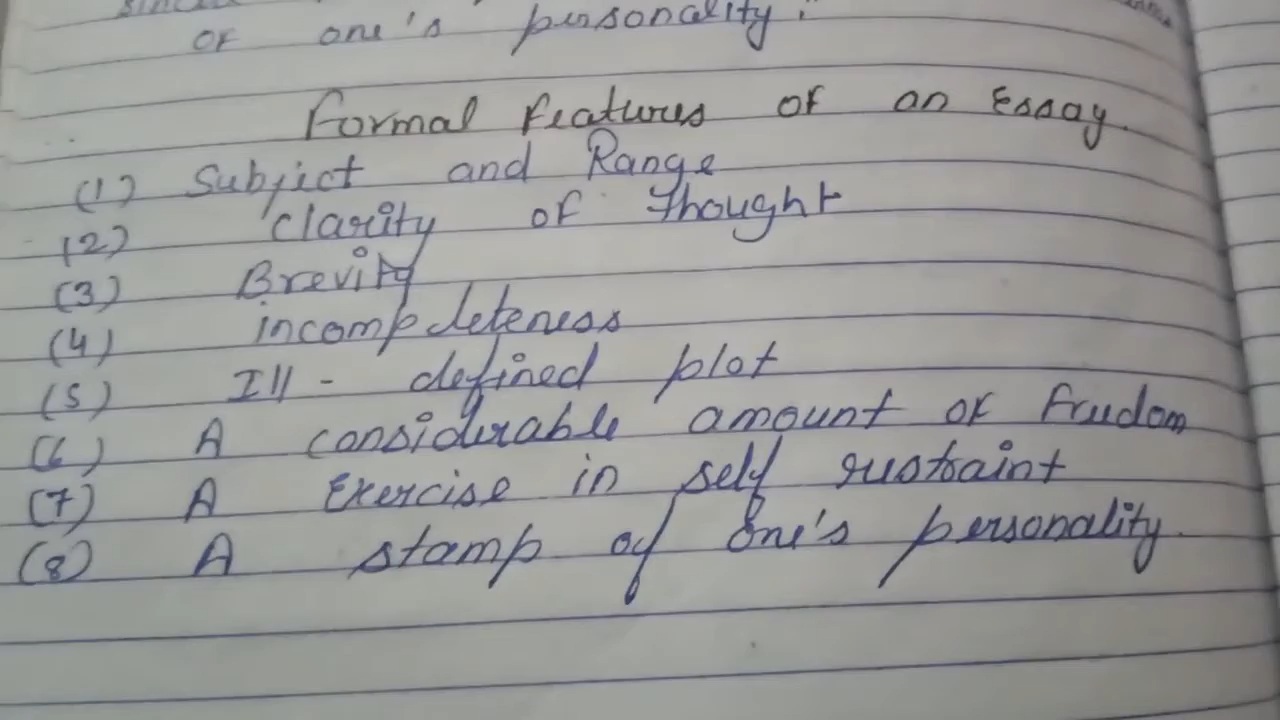 of one's personality.
Formal Features of an Essay.
(1) Subject and Range
(2) Clarity of Thought
(3) Brevity
(4) incompleteness
(5) Ill - defined plot
(6) A considerable amount of Freedom
(7) A Exercise in self restraint
(8) A stamp of one's personality.